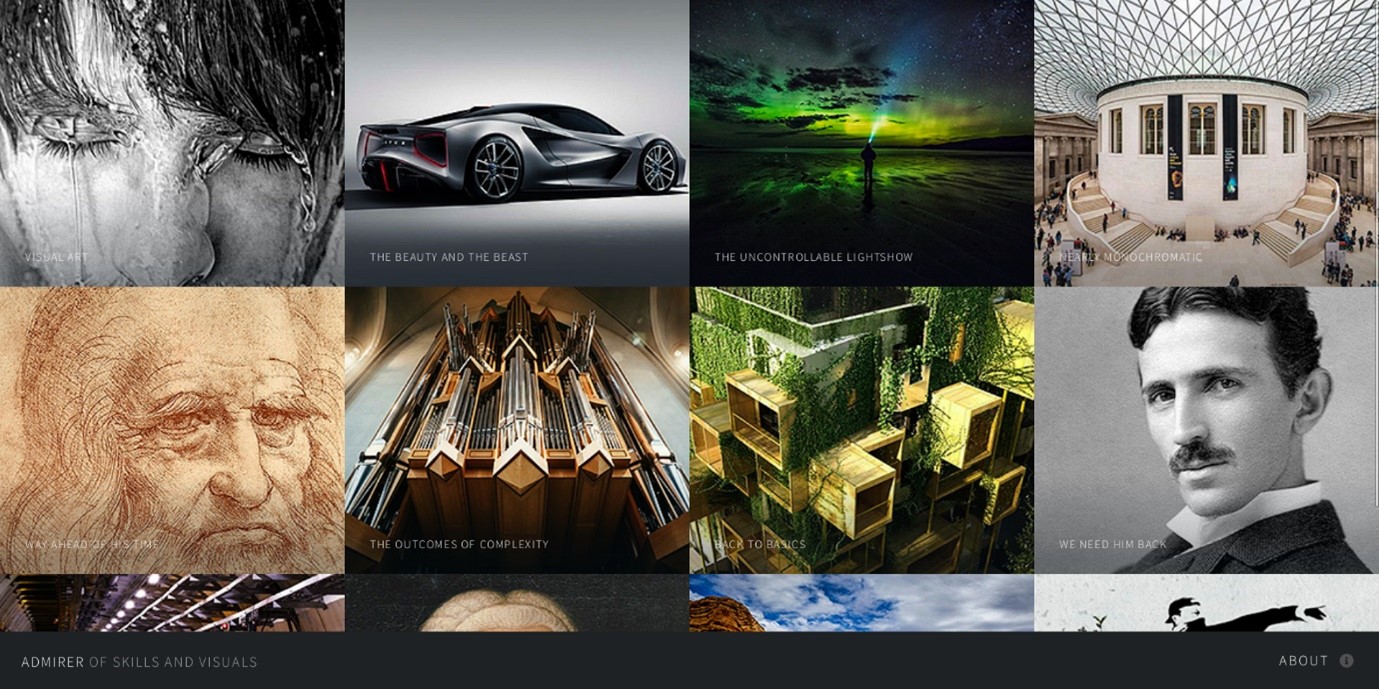 VISUAL ART
THE BEAUTY AND THE BEAST
THE UNCONTROLLABLE LIGHTSHOW
NEARLY MONOCHROMATIC
WAY AHEAD OF HIS TIME
THE OUTCOMES OF COMPLEXITY
BACK TO BASICS
WE NEED HIM BACK
ADMIRER OF SKILLS AND VISUALS
ABOUT